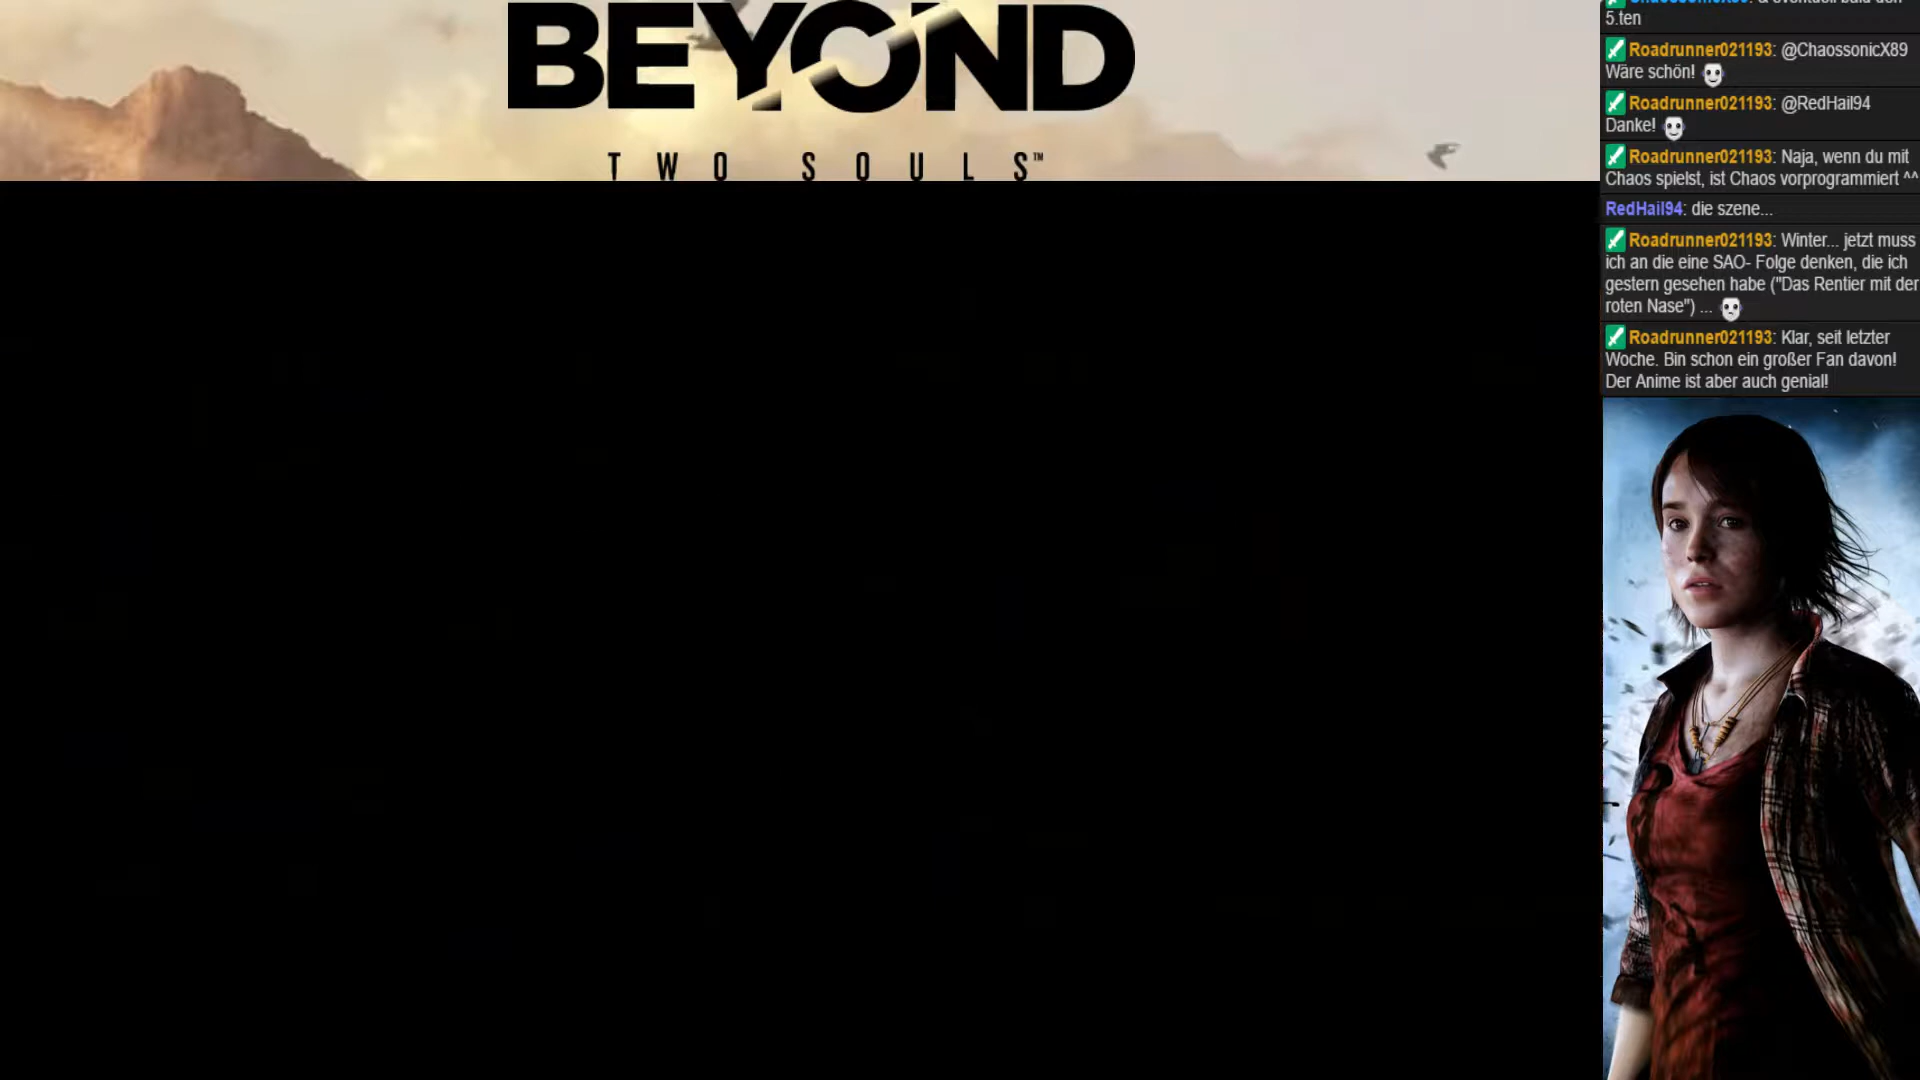 BEYOND
TWO SOULS™
5.ten
Roadrunner021193: @ChaossonicX89
Wäre schön!
Roadrunner021193: @RedHail94
Danke!
Roadrunner021193: Naja, wenn du mit
Chaos spielst, ist Chaos vorprogrammiert ^^
RedHail94: die szene...
Roadrunner021193: Winter... jetzt muss
ich an die eine SAO- Folge denken, die ich
gestern gesehen habe ("Das Rentier mit der
roten Nase") ...
Roadrunner021193: Klar, seit letzter
Woche. Bin schon ein großer Fan davon!
Der Anime ist aber auch genial!